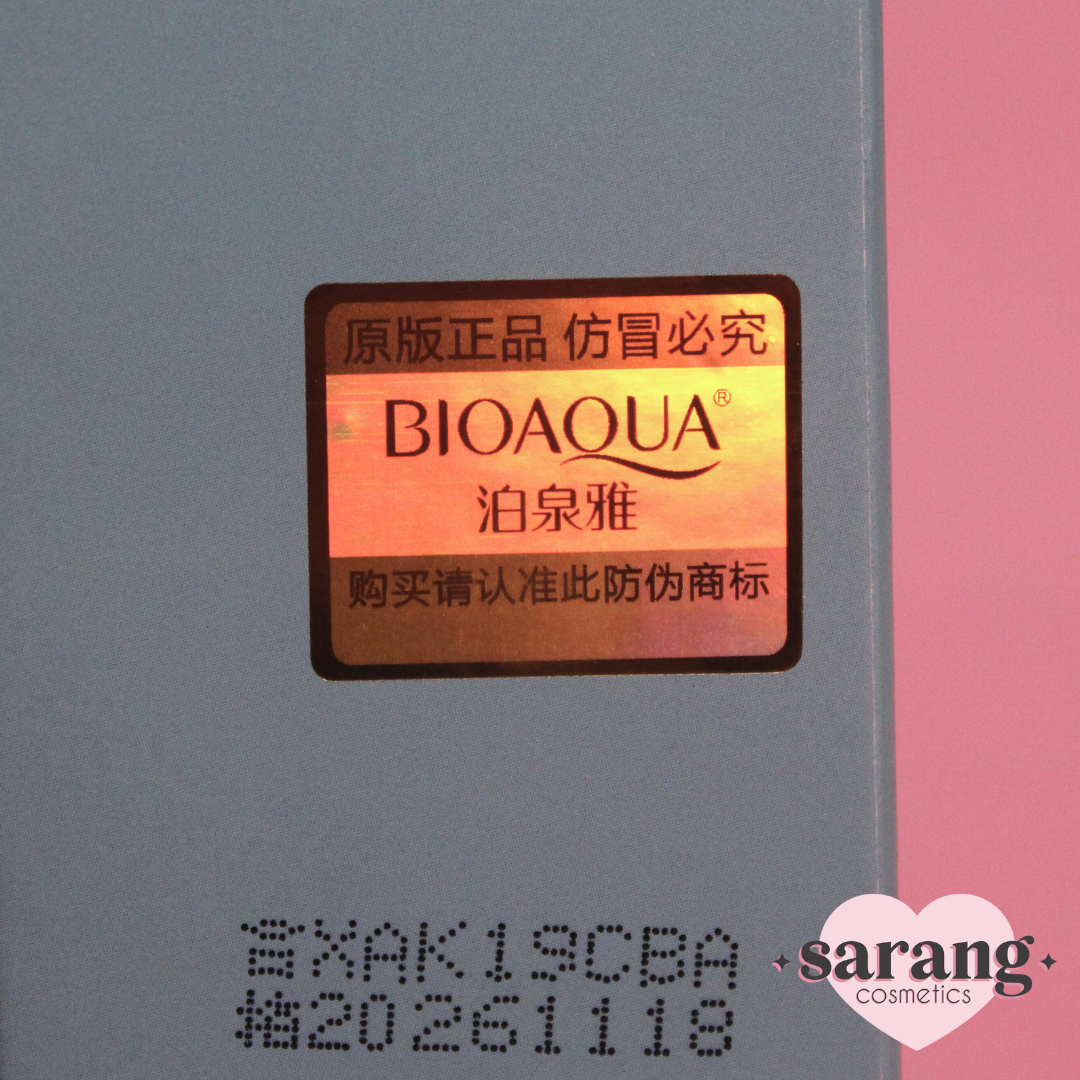 原版正品 仿冒必究
BIOAQUA®
泊泉雅
购买请认准此防伪商标
XAK19CBA
20261118
sarang
cosmetics